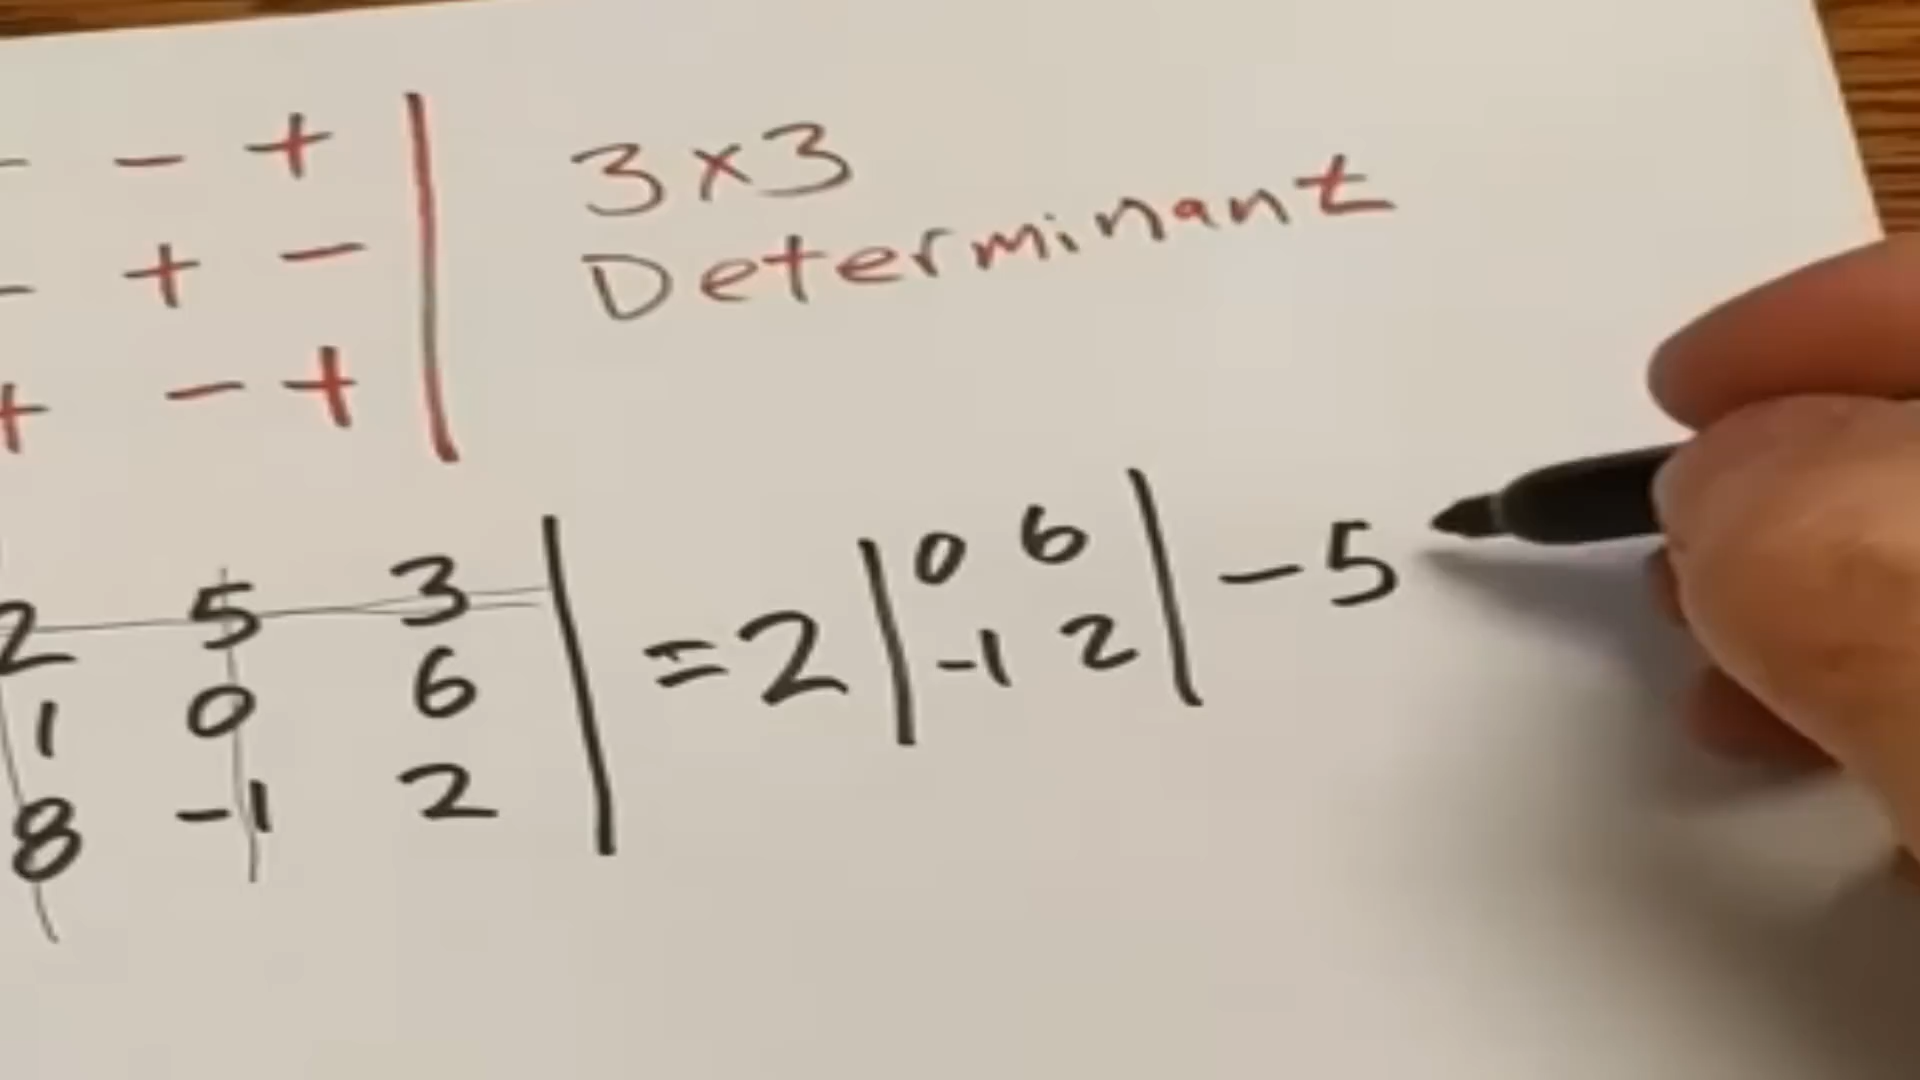 - - +
3x3
- + -
Determinant
+ - +
2 5 3
1 0 6
8 -1 2
= 2 | 0 6 | - 5
-1 2